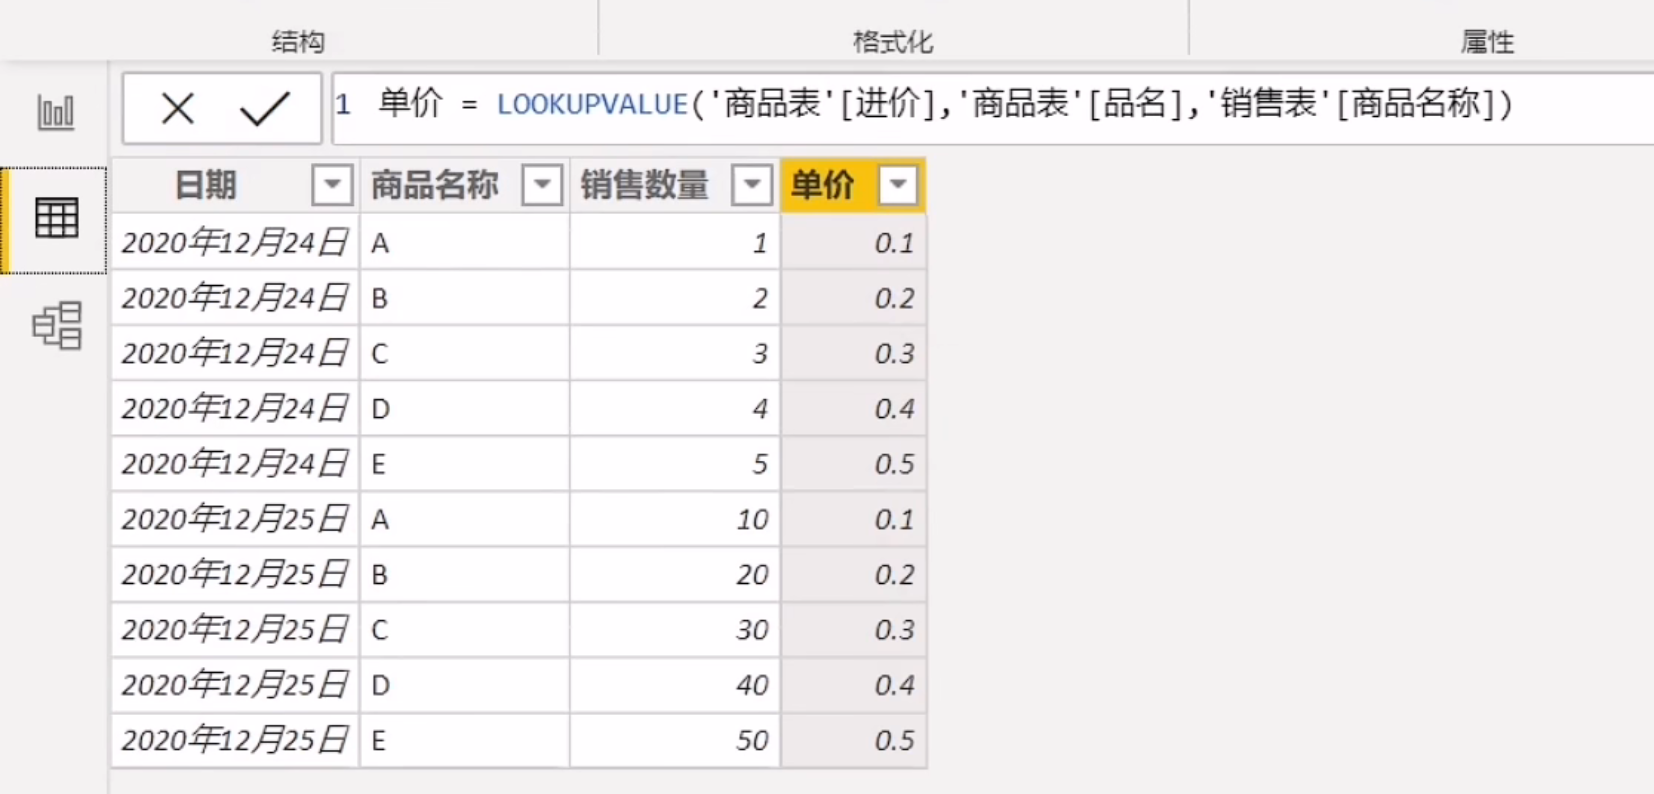 结构 格式化 属性
1 单价 = LOOKUPVALUE('商品表'[进价],'商品表'[品名],'销售表'[商品名称])
日期 商品名称 销售数量 单价
2020年12月24日 A 1 0.1
2020年12月24日 B 2 0.2
2020年12月24日 C 3 0.3
2020年12月24日 D 4 0.4
2020年12月24日 E 5 0.5
2020年12月25日 A 10 0.1
2020年12月25日 B 20 0.2
2020年12月25日 C 30 0.3
2020年12月25日 D 40 0.4
2020年12月25日 E 50 0.5